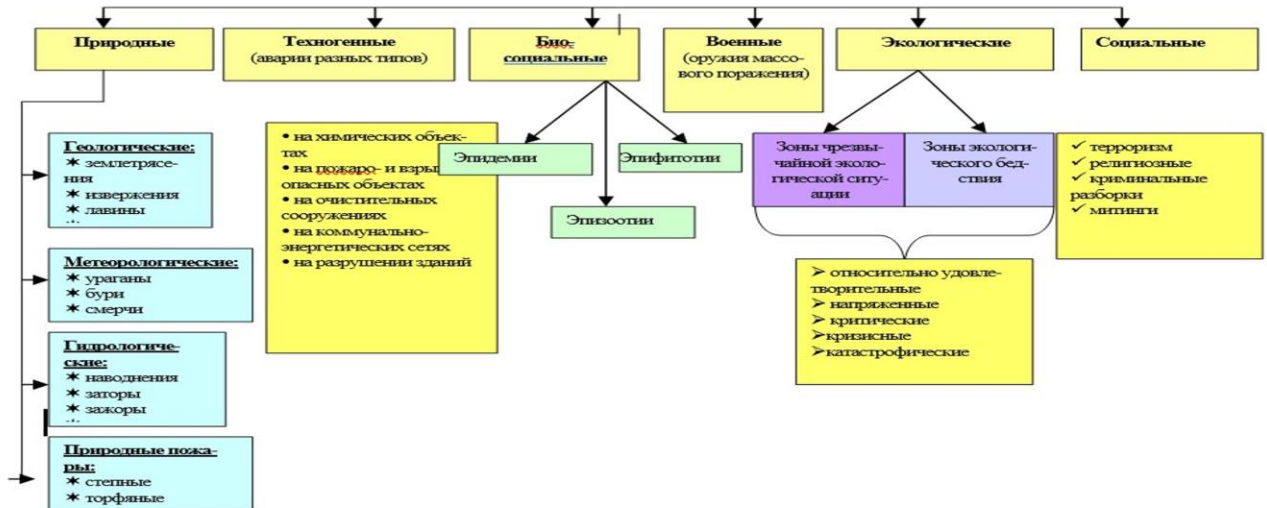 Природные
Техногенные
(аварии разных типов)
Био-
социальные
Военные
(оружия массо-
вого поражения)
Экологические
Социальные
Геологические:
✶ землетрясе-
ния
✶ извержения
✶ лавины
Метеорологические:
✶ ураганы
✶ бури
✶ смерчи
Гидрологиче-
ские:
✶ наводнения
✶ заторы
✶ зажоры
Природные пожа-
ры:
✶ степные
✶ торфяные
• на химических объек-
тах
• на пожаро- и взры
опасных объектах
• на очистительных
сооружениях
• на коммунально-
энергетических сетях
• на разрушении зданий
Эпидемии
Эпифитотии
Эпизоотии
Зоны чрезвы-
чайной эколо-
гической ситу-
ации
Зоны экологи-
ческого бед-
ствия
➢ относительно удовле-
творительные
➢ напряженные
➢ критические
➢кризисные
➢катастрофические
✓ терроризм
✓ религиозные
✓ криминальные
разборки
✓ митинги